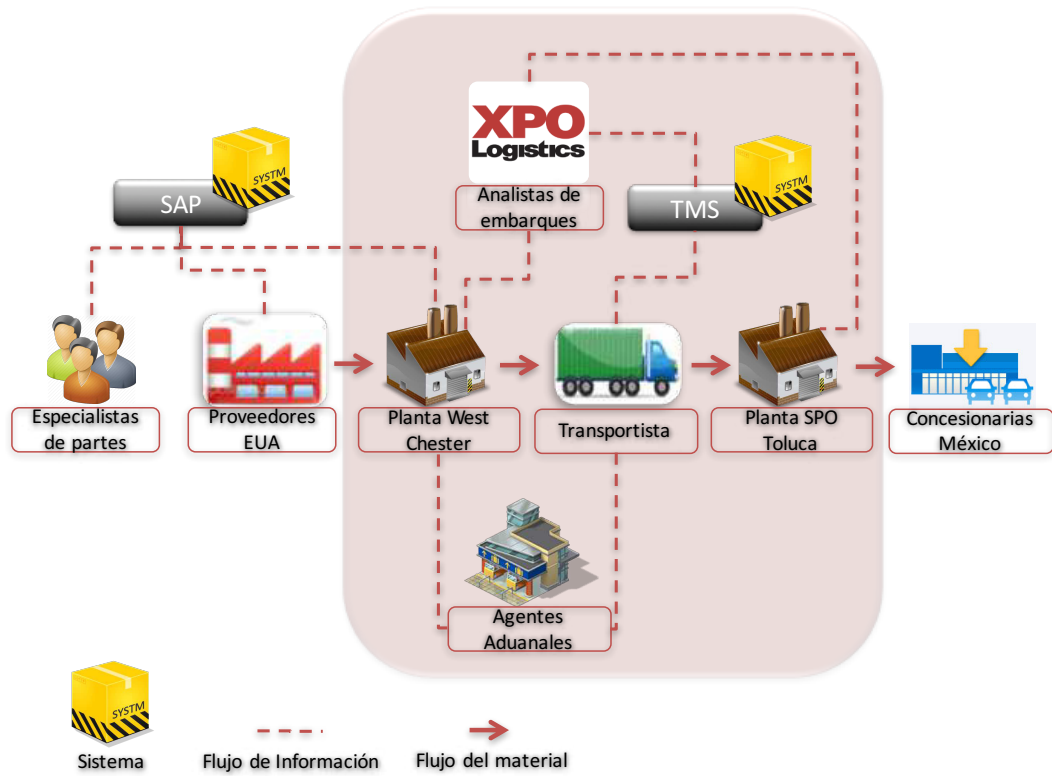 XPO
Logistics
SYSTM
SAP
SYSTM
TMS
Analistas de
embarques
Especialistas
de partes
Proveedores
EUA
Planta West
Chester
Transportista
Planta SPO
Toluca
Concesionarias
México
Agentes
Aduanales
SYSTM
Sistema
Flujo de Información
Flujo del material